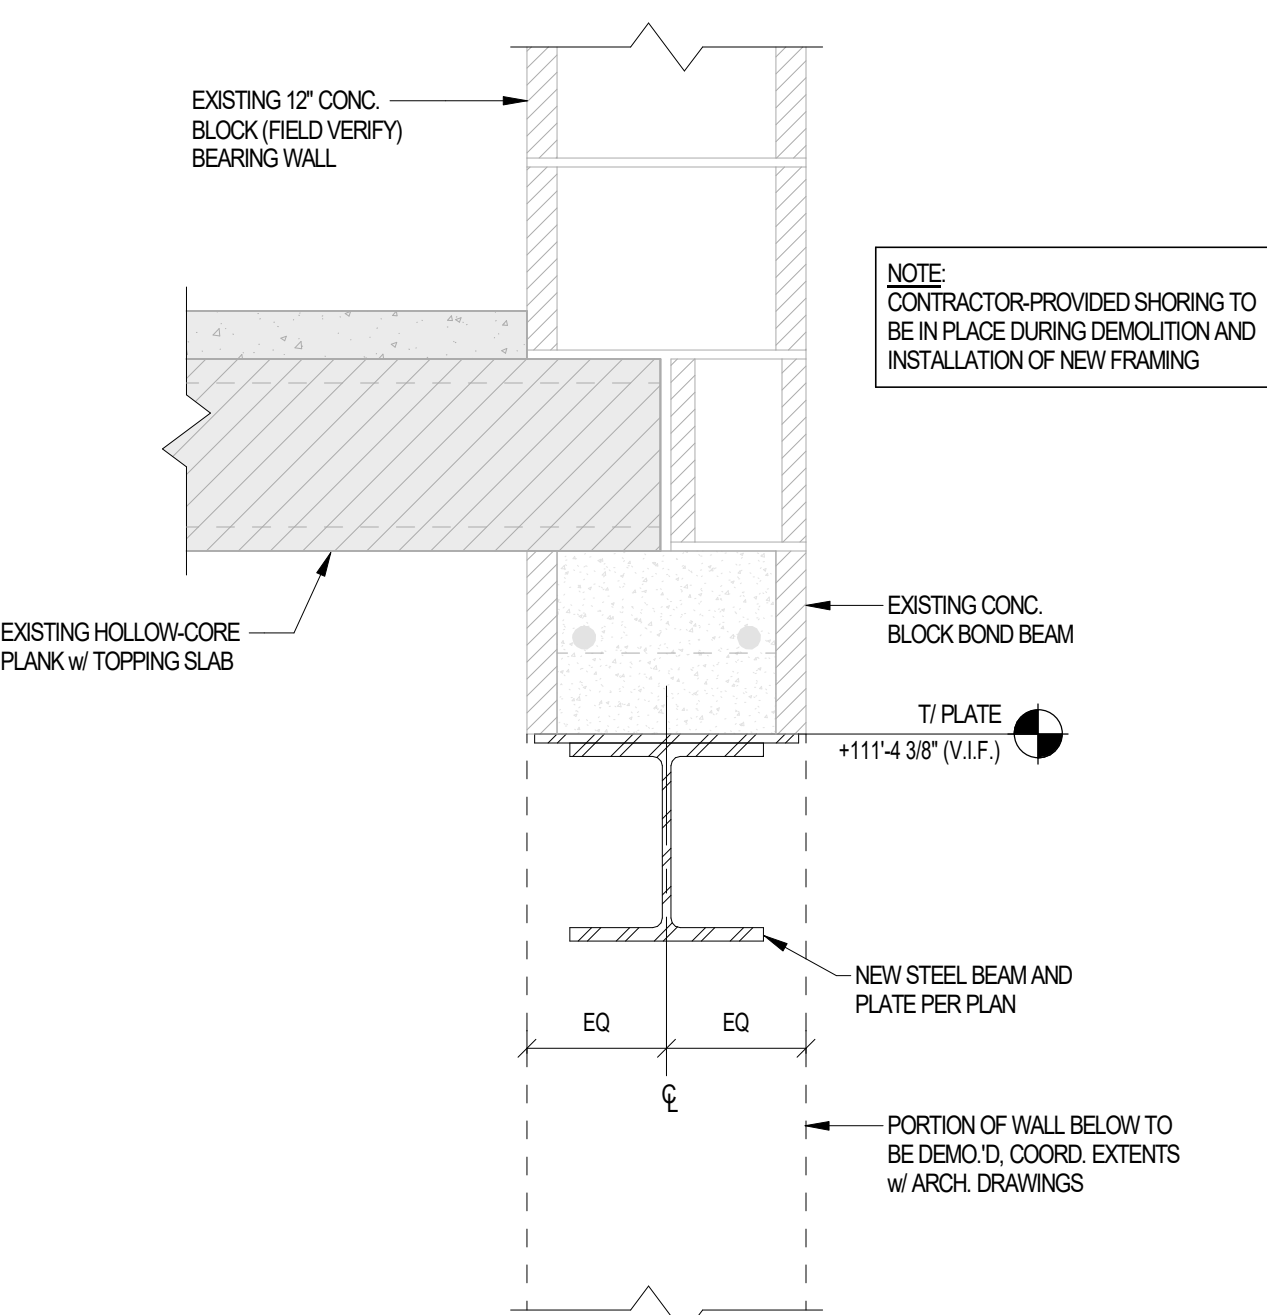 EXISTING 12" CONC.
BLOCK (FIELD VERIFY)
BEARING WALL
NOTE:
CONTRACTOR-PROVIDED SHORING TO
BE IN PLACE DURING DEMOLITION AND
INSTALLATION OF NEW FRAMING
EXISTING HOLLOW-CORE
PLANK w/ TOPPING SLAB
EXISTING CONC.
BLOCK BOND BEAM
T/ PLATE
+111'-4 3/8" (V.I.F.)
NEW STEEL BEAM AND
PLATE PER PLAN
EQ EQ
℄
PORTION OF WALL BELOW TO
BE DEMO.'D, COORD. EXTENTS
w/ ARCH. DRAWINGS